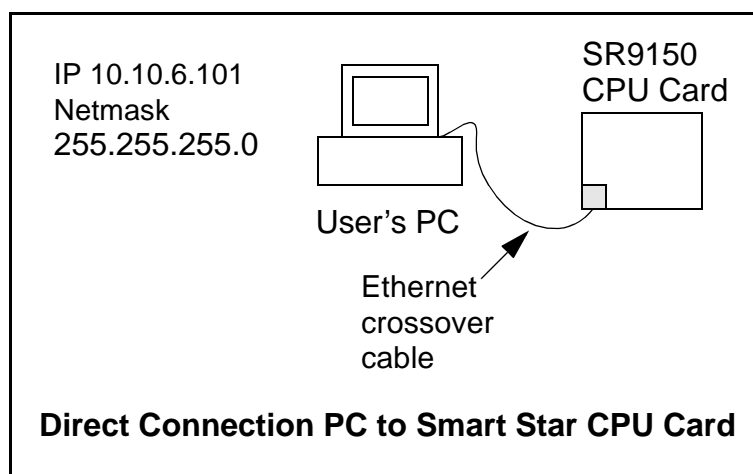 IP 10.10.6.101
Netmask
255.255.255.0
User's PC
SR9150
CPU Card
Ethernet
crossover
cable
Direct Connection PC to Smart Star CPU Card